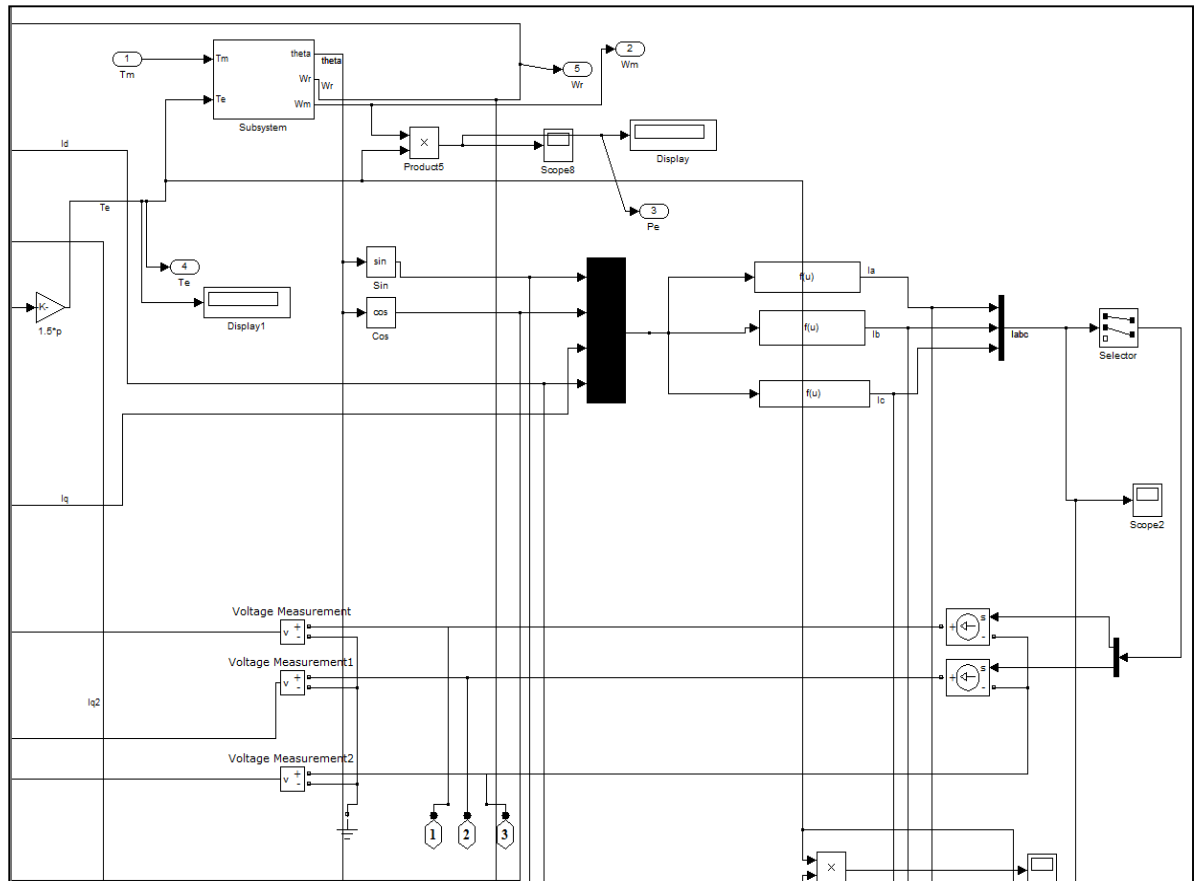 1
Tm
Tm
Te
theta
Wr
Wm
Subsystem
theta
Wr
2
Wm
5
Wr
Id
×
Product5
Scope8
Display
3
Pe
Te
4
Te
Display1
K-
1.5*p
sin
Sin
cos
Cos
f(u)
Ia
f(u)
Ib
f(u)
Ic
Iabc
Selector
Iq
Scope2
Voltage Measurement
v + -
Voltage Measurement1
v + -
Iq2
Voltage Measurement2
v + -
+ s -
+ s -
1
2
3
×